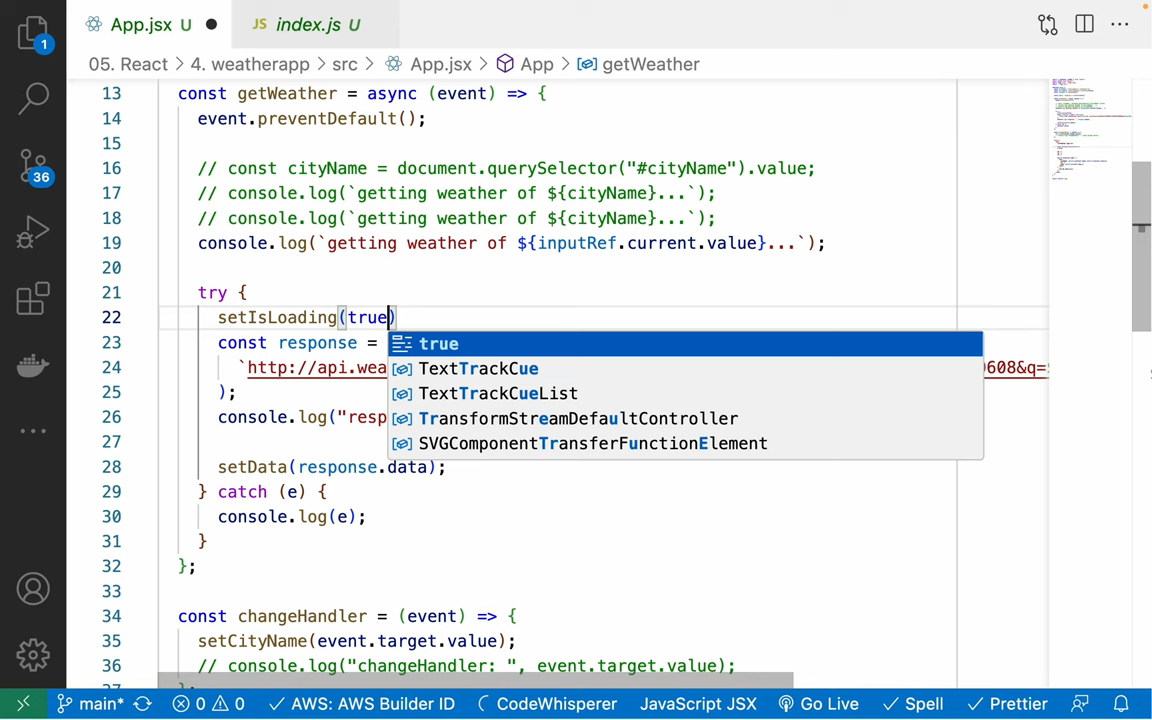 App.jsx U
JS index.js U
1
05. React > 4. weatherapp > src > App.jsx > App > getWeather
13 const getWeather = async (event) => {
14 event.preventDefault();
15
16 // const cityName = document.querySelector("#cityName").value;
17 // console.log(`getting weather of ${cityName}...`);
36
18 // console.log(`getting weather of ${cityName}...`);
19 console.log(`getting weather of ${inputRef.current.value}...`);
20
21 try {
22 setIsLoading(true)
23 const response =
true
24 `http://api.wea
TextTrackCue
0608&q=
25 );
TextTrackCueList
26 console.log("resp
TransformStreamDefaultController
27
SVGComponentTransferFunctionElement
28 setData(response.data);
29 } catch (e) {
30 console.log(e);
31 }
32 };
33
34 const changeHandler = (event) => {
35 setCityName(event.target.value);
36 // console.log("changeHandler: ", event.target.value);
main* 0 0 AWS: AWS Builder ID CodeWhisperer JavaScript JSX Go Live Spell Prettier